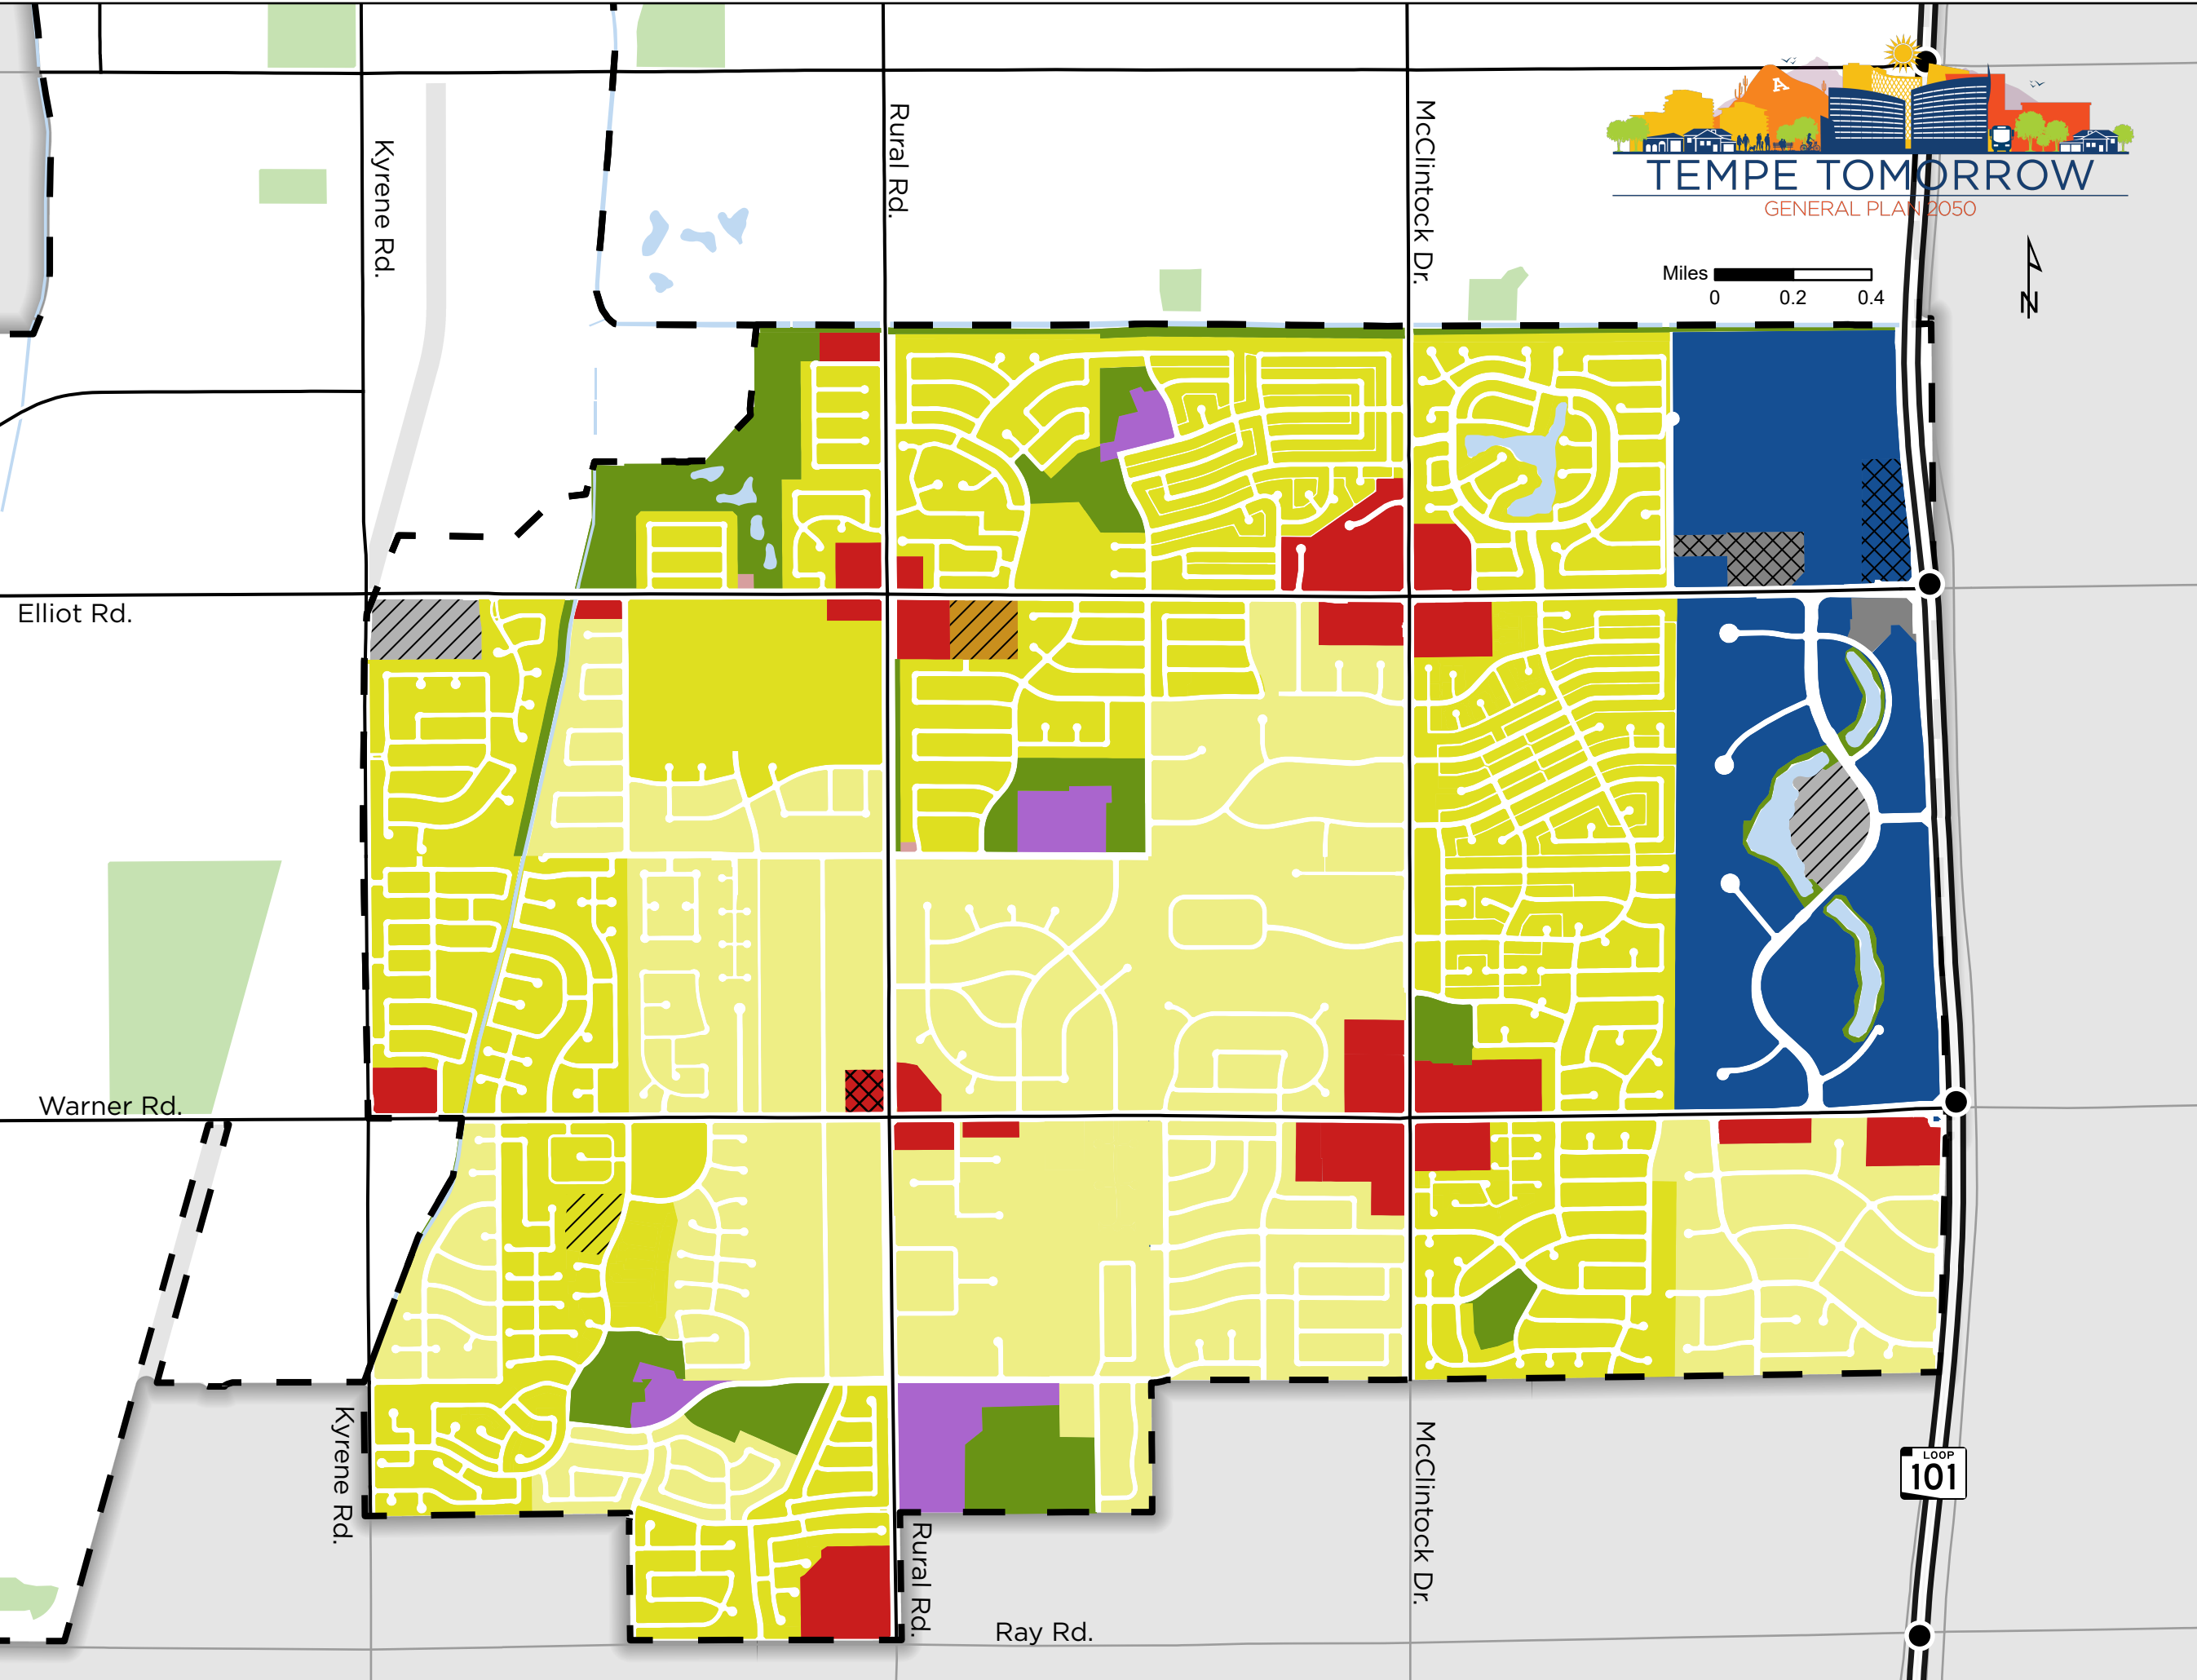 Kyrene Rd.
Rural Rd.
McClintock Dr.
A
TEMPE TOMORROW
GENERAL PLAN 2050
Miles
0 0.2 0.4
N
Elliot Rd.
Warner Rd.
Kyrene Rd.
Rural Rd.
McClintock Dr.
LOOP
101
Ray Rd.